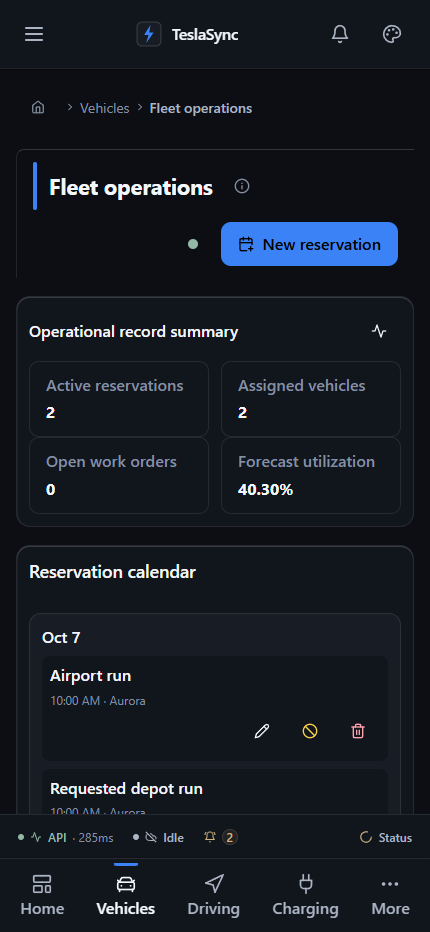 TeslaSync
Vehicles
Fleet operations
Fleet operations
New reservation
Operational record summary
Active reservations
2
Assigned vehicles
2
Open work orders
0
Forecast utilization
40.30%
Reservation calendar
Oct 7
Airport run
10:00 AM · Aurora
Requested depot run
10:00 AM · Aurora
API · 285ms
Idle
2
Status
Home
Vehicles
Driving
Charging
More